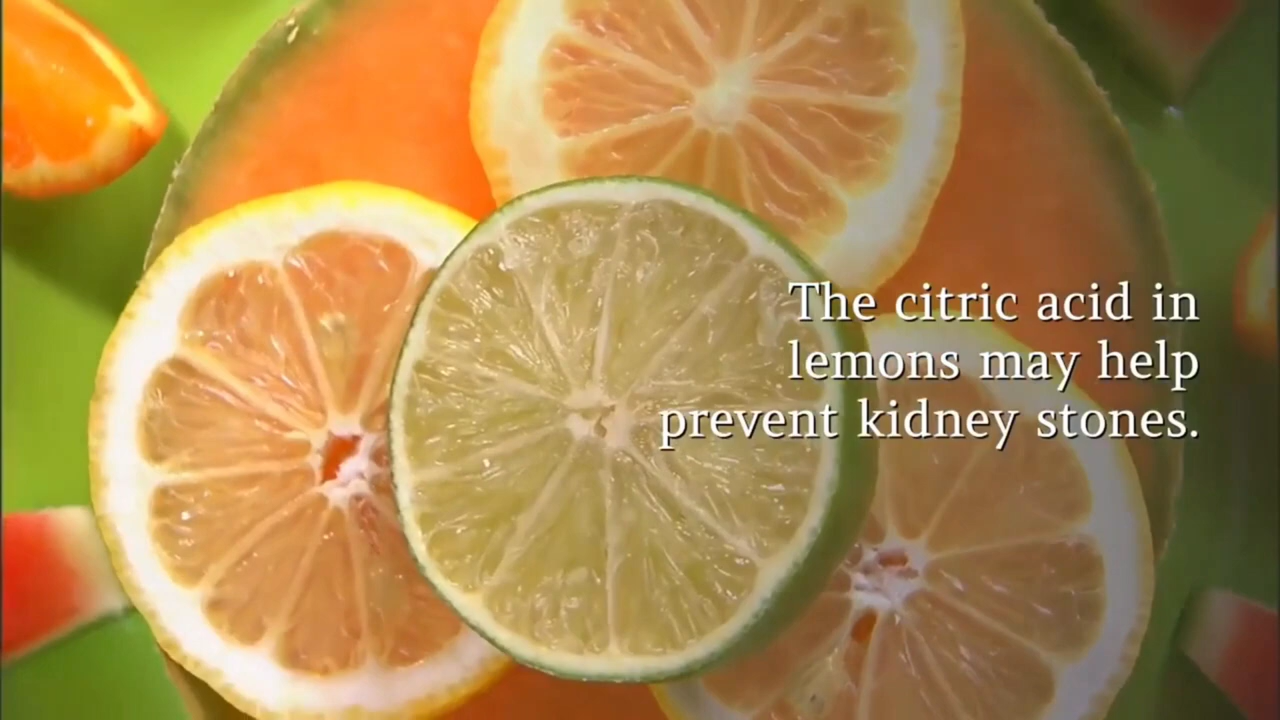 The citric acid in
lemons may help
prevent kidney stones.